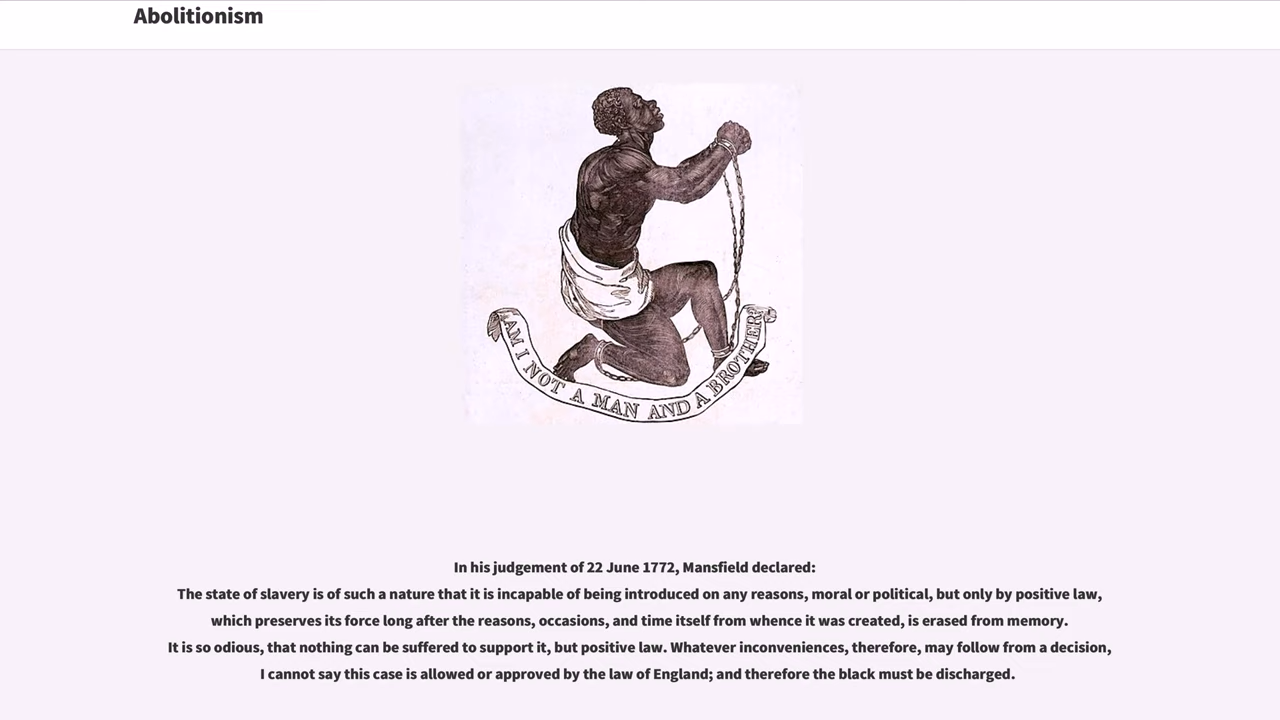 Abolitionism
AM I NOT A MAN AND A BROTHER?
In his judgement of 22 June 1772, Mansfield declared:
The state of slavery is of such a nature that it is incapable of being introduced on any reasons, moral or political, but only by positive law,
which preserves its force long after the reasons, occasions, and time itself from whence it was created, is erased from memory.
It is so odious, that nothing can be suffered to support it, but positive law. Whatever inconveniences, therefore, may follow from a decision,
I cannot say this case is allowed or approved by the law of England; and therefore the black must be discharged.